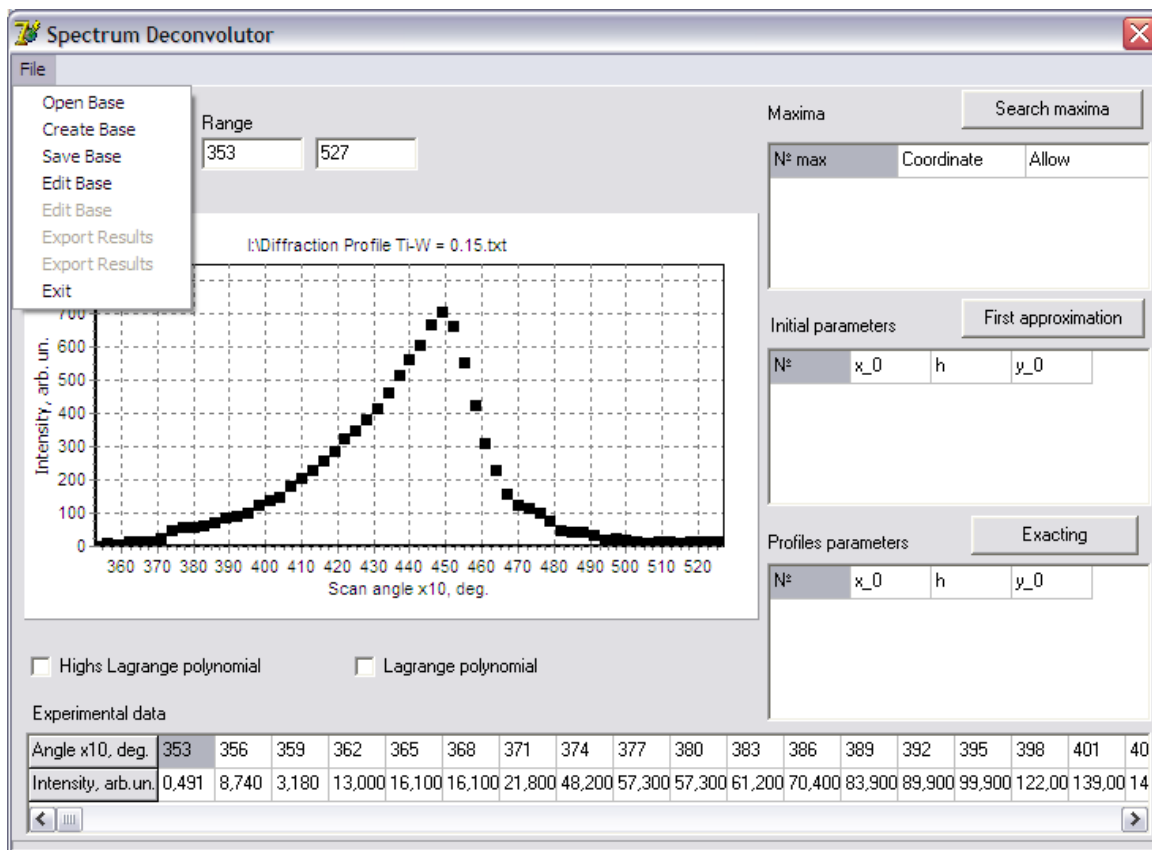 Spectrum Deconvolutor
File
Open Base
Create Base
Save Base
Edit Base
Edit Base
Export Results
Export Results
Exit
Range
353 527
I:\Diffraction Profile Ti-W = 0.15.txt
Intensity, arb. un.
700
600
500
400
300
200
100
0
360 370 380 390 400 410 420 430 440 450 460 470 480 490 500 510 520
Scan angle x10, deg.
Highs Lagrange polynomial Lagrange polynomial
Maxima Search maxima
Nº max Coordinate Allow
Initial parameters First approximation
Nº x_0 h y_0
Profiles parameters Exacting
Nº x_0 h y_0
Experimental data
Angle x10, deg. 353 356 359 362 365 368 371 374 377 380 383 386 389 392 395 398 401 40
Intensity, arb.un. 0,491 8,740 3,180 13,000 16,100 16,100 21,800 48,200 57,300 57,300 61,200 70,400 83,900 89,900 99,900 122,00 139,00 14